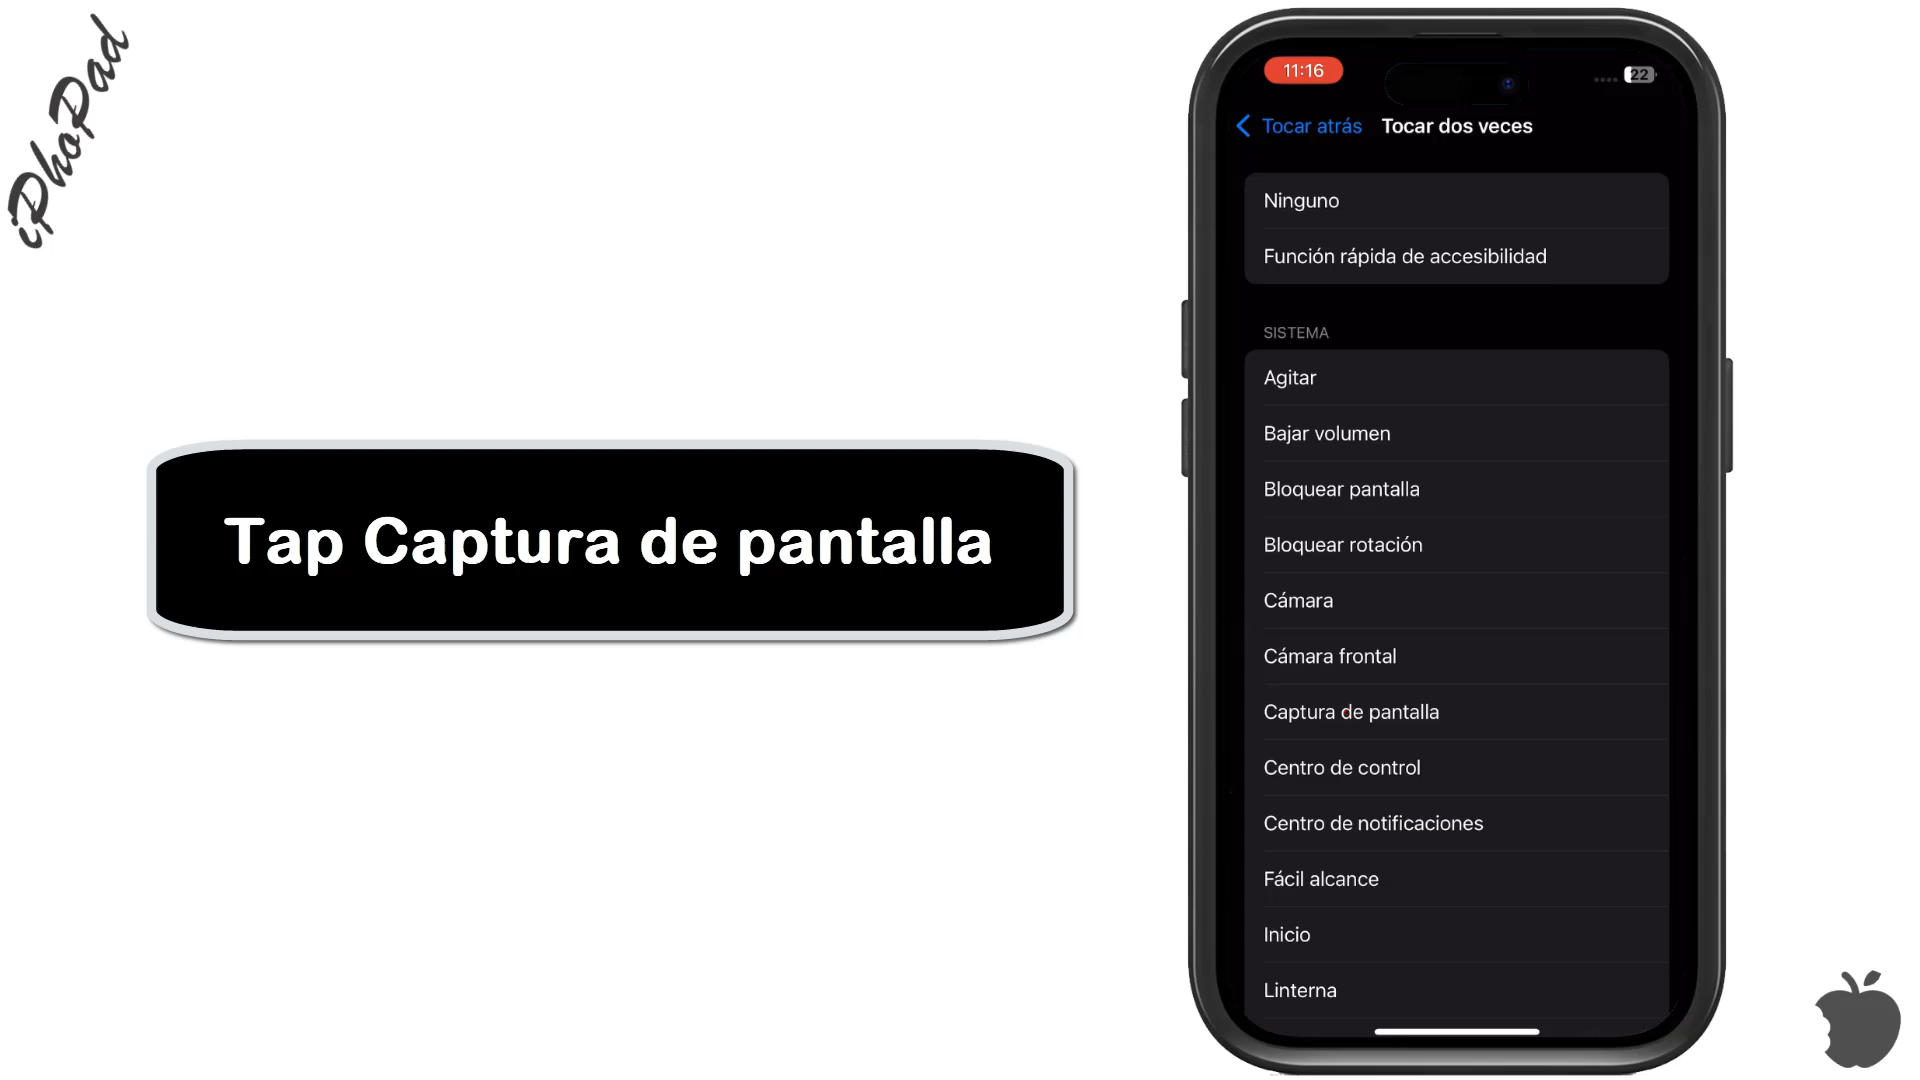 iPhoPad
Tap Captura de pantalla
11:16
22
Tocar atrás
Tocar dos veces
Ninguno
Función rápida de accesibilidad
SISTEMA
Agitar
Bajar volumen
Bloquear pantalla
Bloquear rotación
Cámara
Cámara frontal
Captura de pantalla
Centro de control
Centro de notificaciones
Fácil alcance
Inicio
Linterna